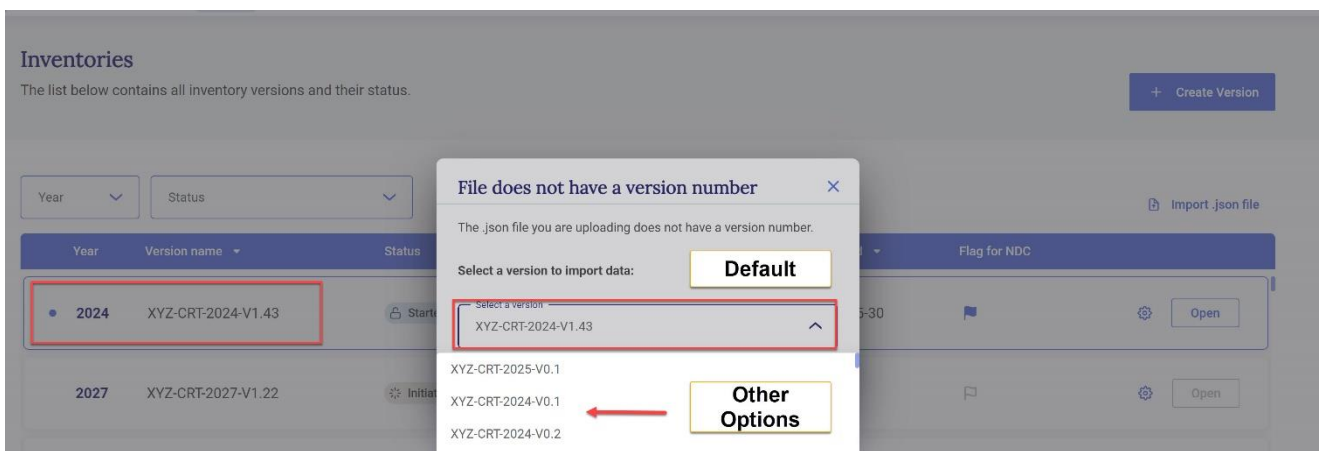 Inventories
The list below contains all inventory versions and their status.
+ Create Version
Year
Status
Import .json file
Year Version name Status Flag for NDC
2024 XYZ-CRT-2024-V1.43 Starte 5-30 Open
2027 XYZ-CRT-2027-V1.22 Initiat Open
File does not have a version number
The .json file you are uploading does not have a version number.
Select a version to import data:
Default
Select a version
XYZ-CRT-2024-V1.43
XYZ-CRT-2025-V0.1
XYZ-CRT-2024-V0.1
XYZ-CRT-2024-V0.2
Other
Options